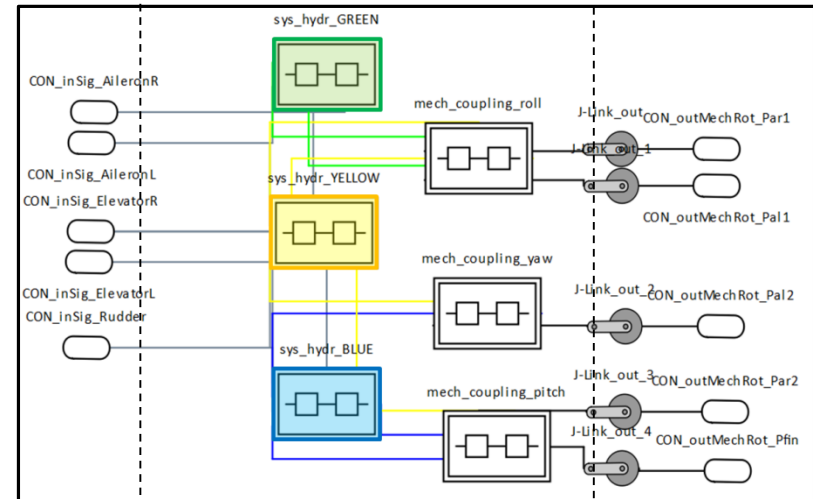 sys_hydr_GREEN
CON_inSig_AileronR
mech_coupling_roll
J-Link_out
CON_outMechRot_Par1
J-Link_out_1
CON_inSig_AileronL
sys_hydr_YELLOW
CON_inSig_ElevatorR
CON_outMechRot_Pal1
mech_coupling_yaw
CON_inSig_ElevatorL
J-Link_out_2
CON_outMechRot_Pal2
CON_inSig_Rudder
sys_hydr_BLUE
J-Link_out_3
CON_outMechRot_Par2
mech_coupling_pitch
J-Link_out_4
CON_outMechRot_Pfin